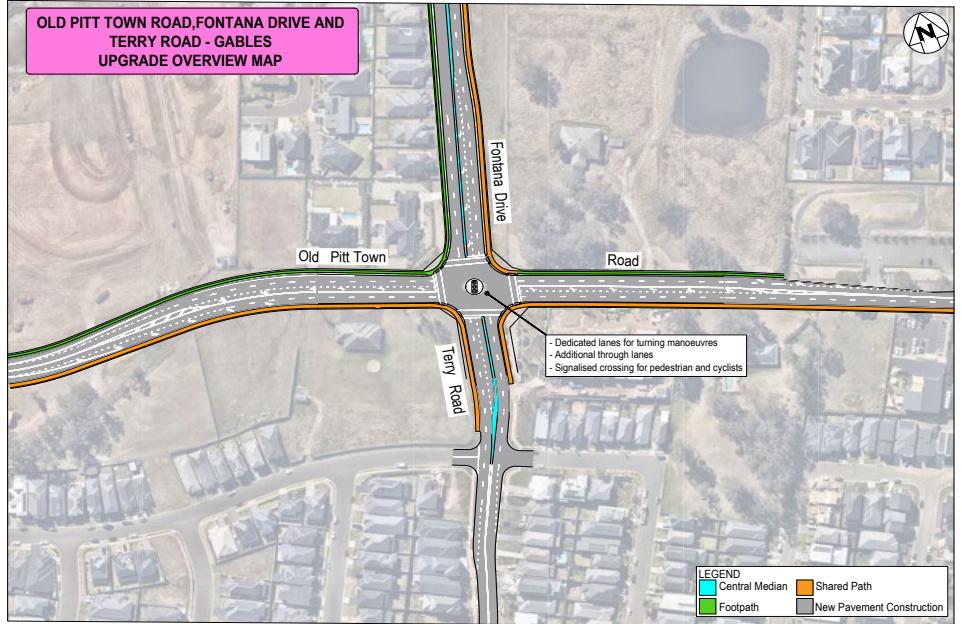 OLD PITT TOWN ROAD,FONTANA DRIVE AND
TERRY ROAD - GABLES
UPGRADE OVERVIEW MAP
N
Fontana Drive
Old Pitt Town
Road
- Dedicated lanes for turning manoeuvres
- Additional through lanes
- Signalised crossing for pedestrian and cyclists
Terry Road
LEGEND
Central Median
Shared Path
Footpath
New Pavement Construction